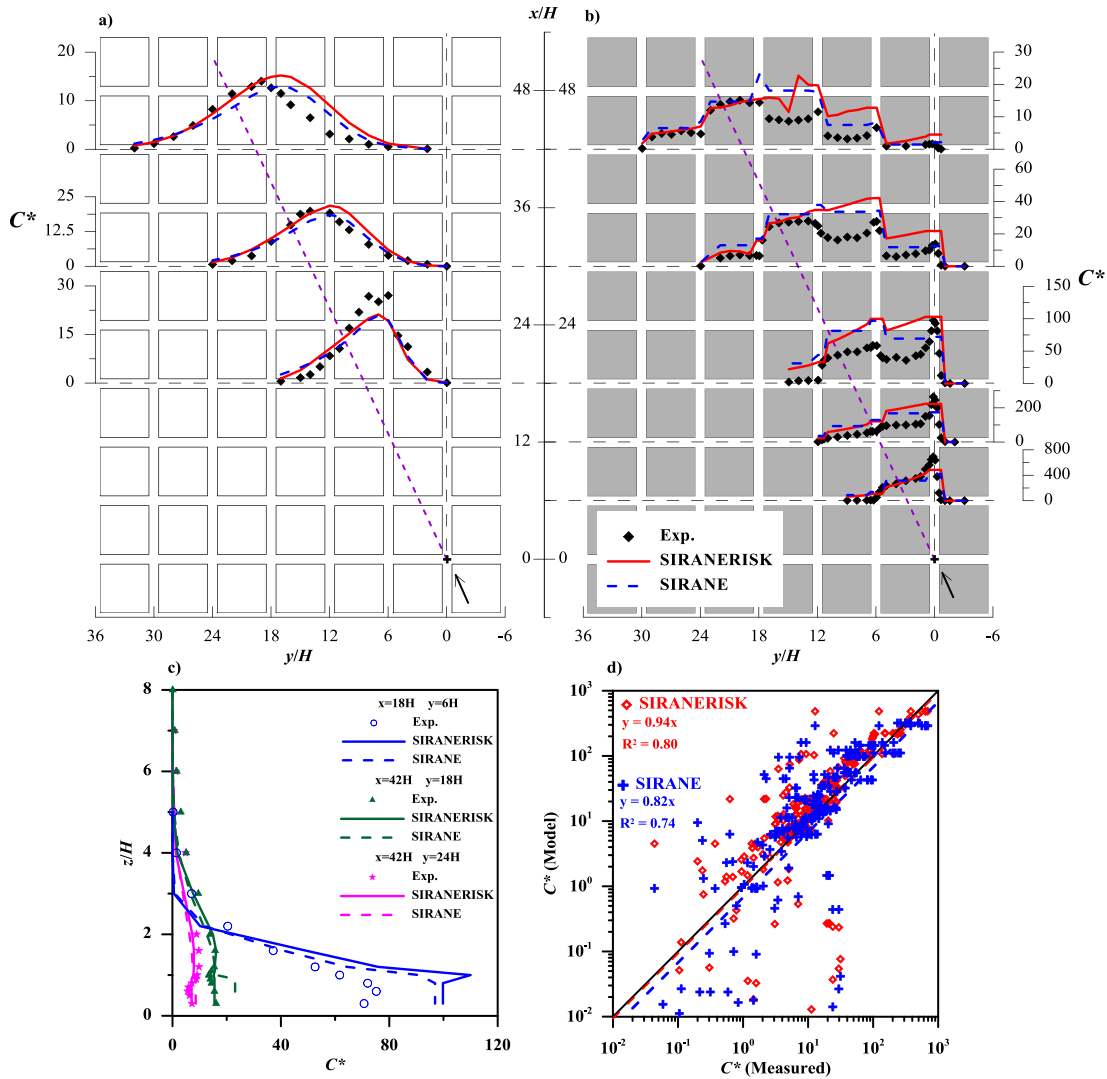 a)
x/H
b)
20
10
0
C*
25
12.5
0
30
15
0
48
36
24
12
0
48
24
0
30
20
10
0
60
40
20
0
C*
150
100
50
0
200
0
800
400
0
Exp.
SIRANERISK
SIRANE
36 30 24 18 12 6 0 -6
y/H
36 30 24 18 12 6 0 -6
y/H
c)
8
6
4
2
0
z/H
x=18H y=6H
Exp.
SIRANERISK
SIRANE
x=42H y=18H
Exp.
SIRANERISK
SIRANE
x=42H y=24H
Exp.
SIRANERISK
SIRANE
0 40 80 120
C*
d)
10³
10²
10¹
10⁰
10⁻¹
10⁻²
C* (Model)
SIRANERISK
y = 0.94x
R² = 0.80
SIRANE
y = 0.82x
R² = 0.74
10⁻² 10⁻¹ 10⁰ 10¹ 10² 10³
C* (Measured)